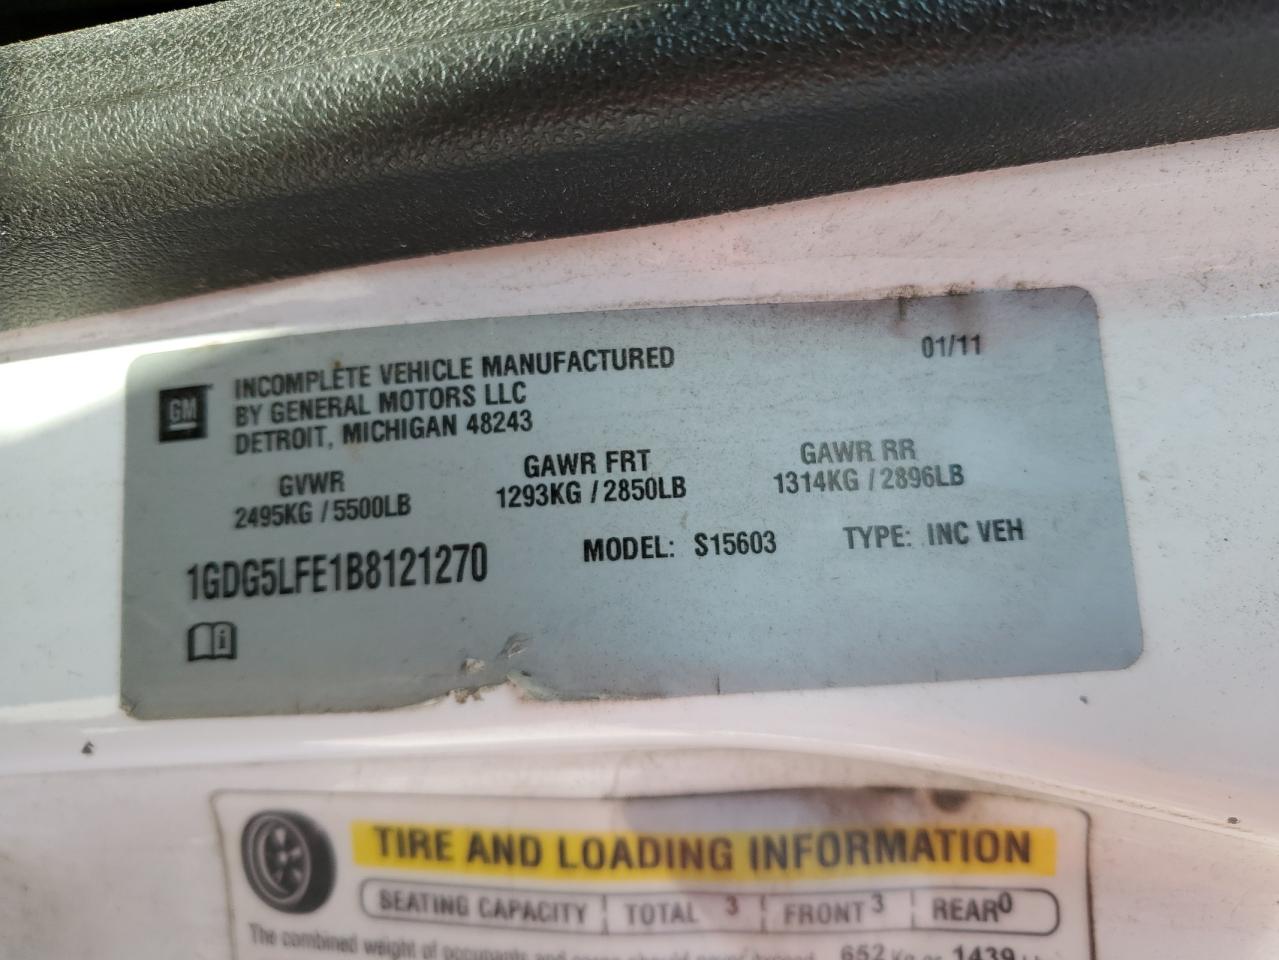 GM
INCOMPLETE VEHICLE MANUFACTURED
BY GENERAL MOTORS LLC
DETROIT, MICHIGAN 48243
01/11
GVWR GAWR FRT GAWR RR
2495KG / 5500LB 1293KG / 2850LB 1314KG / 2896LB
1GDG5LFE1B8121270 MODEL: S15603 TYPE: INC VEH
i
TIRE AND LOADING INFORMATION
SEATING CAPACITY TOTAL 3 FRONT 3 REAR 0
The combined weight of occupants and cargo should never exceed 652 Kg or 1439